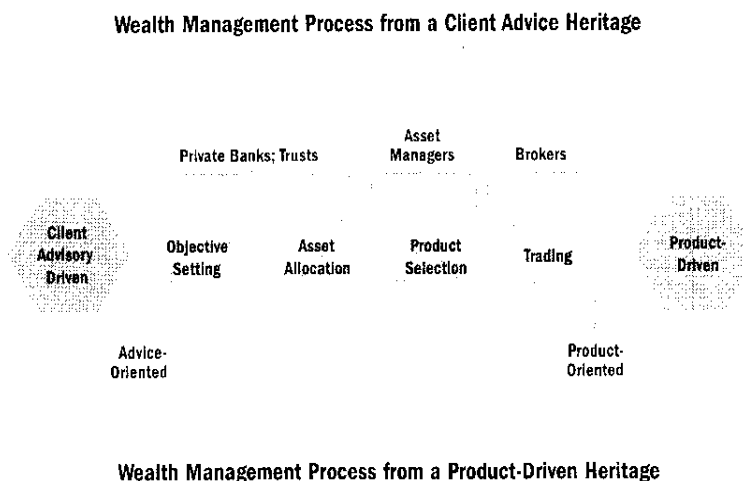 Wealth Management Process from a Client Advice Heritage
Private Banks; Trusts
Asset
Managers
Brokers
Client
Advisory
Driven
Objective
Setting
Asset
Allocation
Product
Selection
Trading
Product-
Driven
Advice-
Oriented
Product-
Oriented
Wealth Management Process from a Product-Driven Heritage